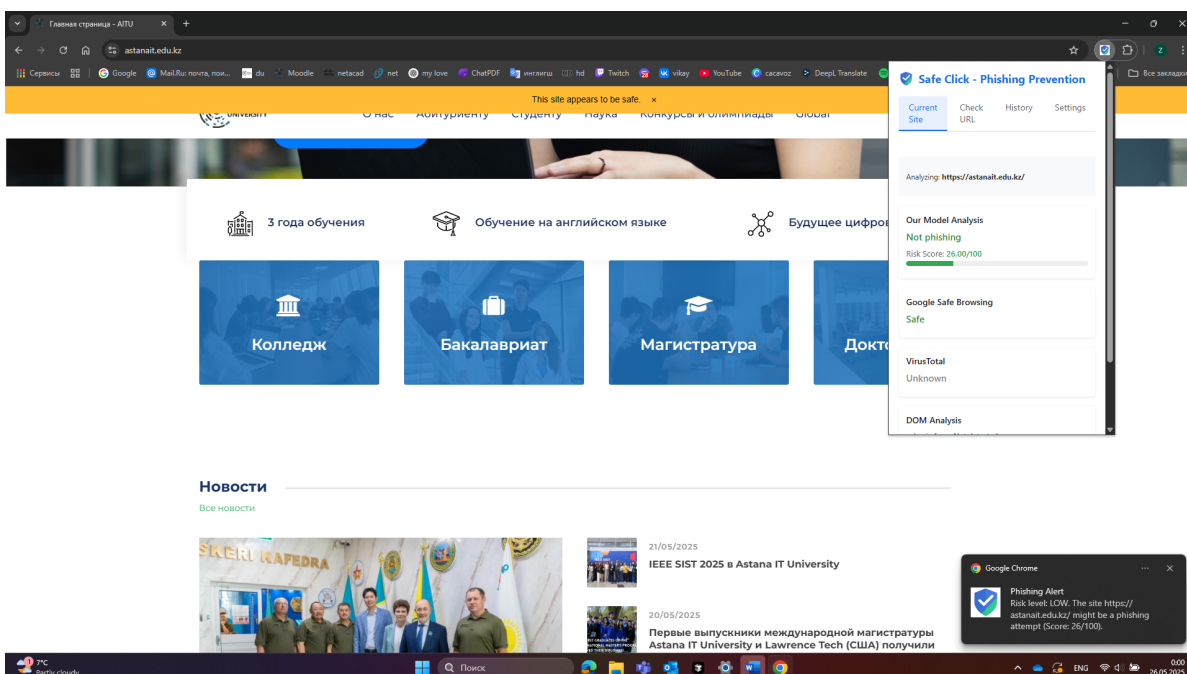 Главная страница - AITU
astanait.edu.kz
Сервисы
Google
Mail.Ru: почта, пои...
du
Moodle
netacad
net
my love
ChatPDF
инглиш
hd
Twitch
vikay
YouTube
cacavoz
DeepL Translate
Все закладки
This site appears to be safe. ×
UNIVERSITY
О нас
Абитуриенту
Студенту
Наука
Конкурсы и олимпиады
Global
3 года обучения
Обучение на английском языке
Будущее цифров
Колледж
Бакалавриат
Магистратура
Докто
Новости
Все новости
SKERI KAFEDRA
21/05/2025
IEEE SIST 2025 в Astana IT University
20/05/2025
Первые выпускники международной магистратуры
Astana IT University и Lawrence Tech (США) получили
Safe Click - Phishing Prevention
Current Site
Check URL
History
Settings
Analyzing: https://astanait.edu.kz/
Our Model Analysis
Not phishing
Risk Score: 26.00/100
Google Safe Browsing
Safe
VirusTotal
Unknown
DOM Analysis
Google Chrome
Phishing Alert
Risk level: LOW. The site https://
astanait.edu.kz/ might be a phishing
attempt (Score: 26/100).
7°C
Partly cloudy
Поиск
ENG
0:00
26.05.2025